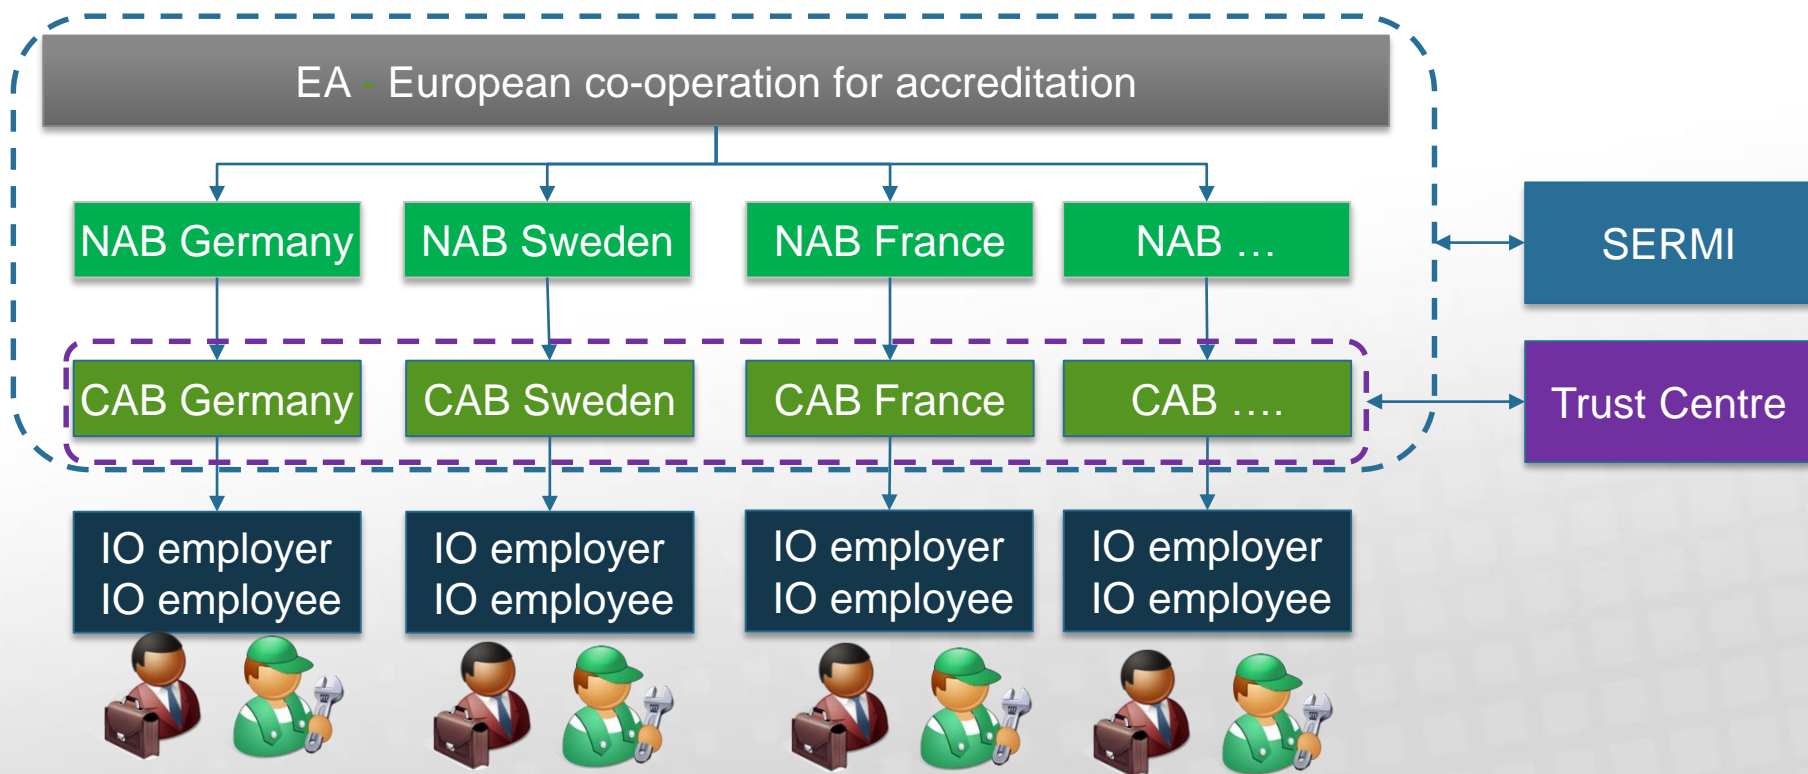 EA - European co-operation for accreditation
NAB Germany
NAB Sweden
NAB France
NAB …
SERMI
CAB Germany
CAB Sweden
CAB France
CAB ….
Trust Centre
IO employer
IO employee
IO employer
IO employee
IO employer
IO employee
IO employer
IO employee